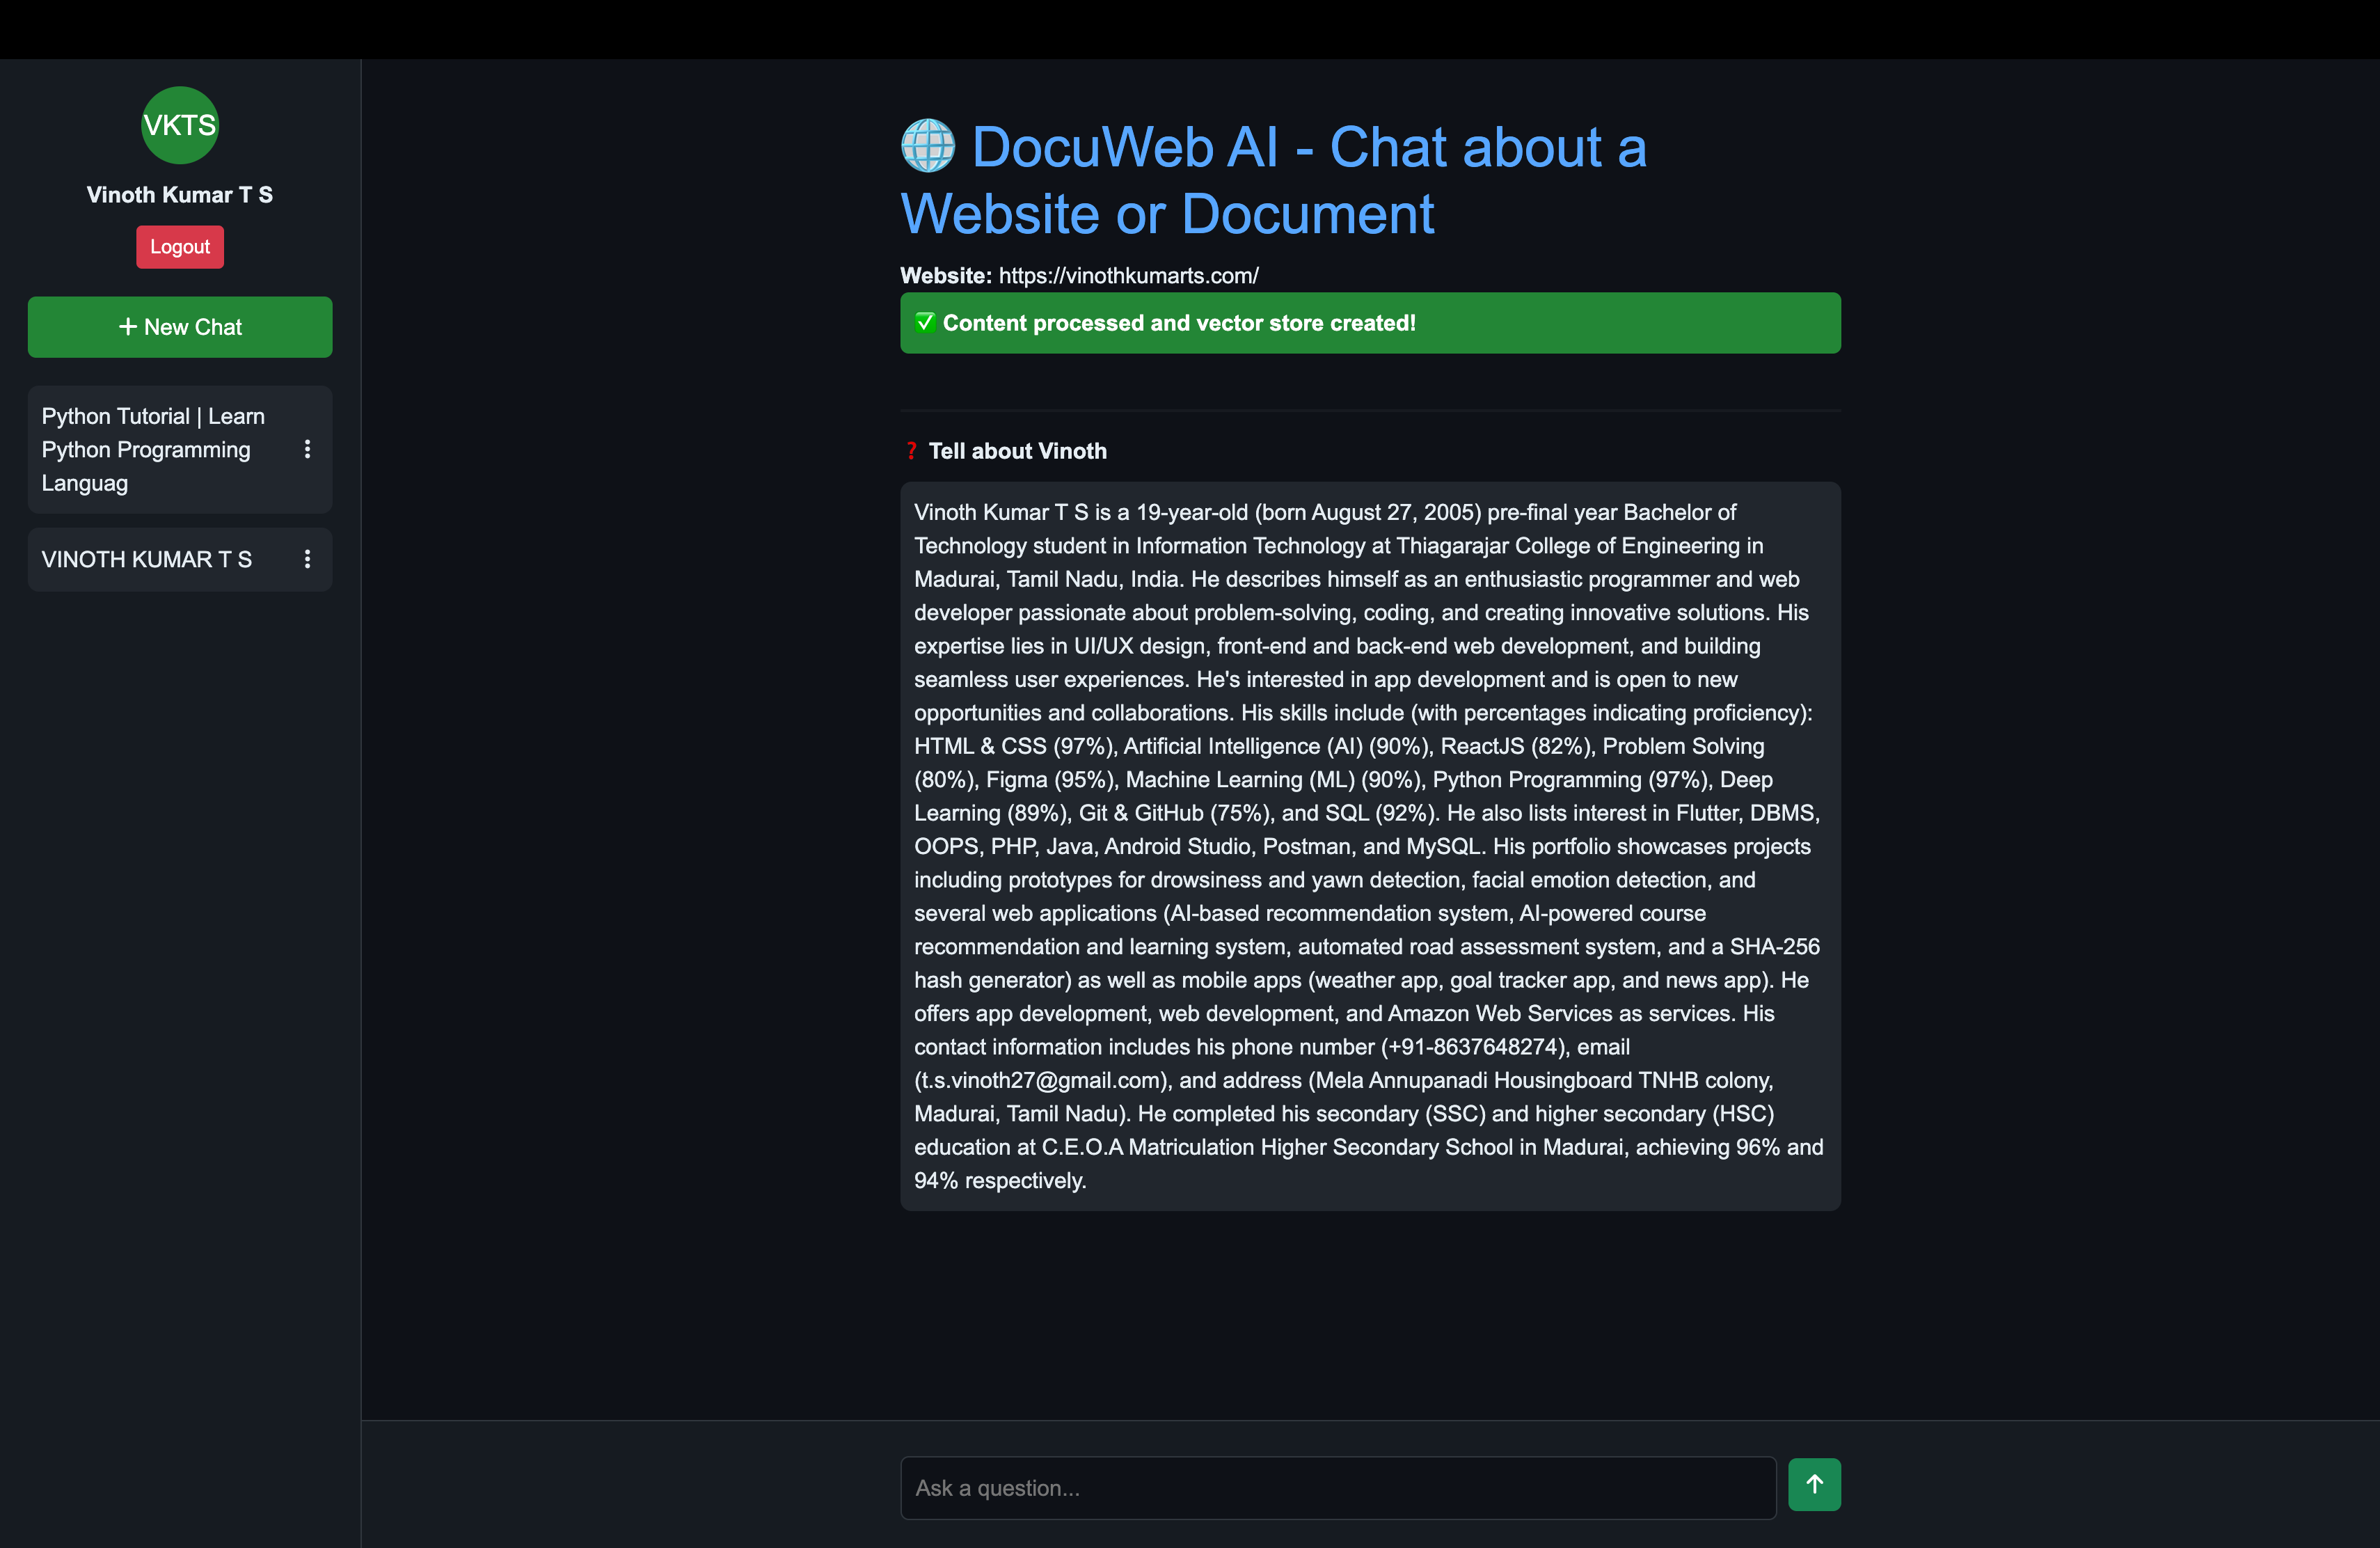 VKTS
Vinoth Kumar T S
Logout
+ New Chat
Python Tutorial | Learn
Python Programming
Languag
VINOTH KUMAR T S
🌐 DocuWeb AI - Chat about a
Website or Document
Website: https://vinothkumarts.com/
✅ Content processed and vector store created!
❓ Tell about Vinoth
Vinoth Kumar T S is a 19-year-old (born August 27, 2005) pre-final year Bachelor of
Technology student in Information Technology at Thiagarajar College of Engineering in
Madurai, Tamil Nadu, India. He describes himself as an enthusiastic programmer and web
developer passionate about problem-solving, coding, and creating innovative solutions. His
expertise lies in UI/UX design, front-end and back-end web development, and building
seamless user experiences. He's interested in app development and is open to new
opportunities and collaborations. His skills include (with percentages indicating proficiency):
HTML & CSS (97%), Artificial Intelligence (AI) (90%), ReactJS (82%), Problem Solving
(80%), Figma (95%), Machine Learning (ML) (90%), Python Programming (97%), Deep
Learning (89%), Git & GitHub (75%), and SQL (92%). He also lists interest in Flutter, DBMS,
OOPS, PHP, Java, Android Studio, Postman, and MySQL. His portfolio showcases projects
including prototypes for drowsiness and yawn detection, facial emotion detection, and
several web applications (AI-based recommendation system, AI-powered course
recommendation and learning system, automated road assessment system, and a SHA-256
hash generator) as well as mobile apps (weather app, goal tracker app, and news app). He
offers app development, web development, and Amazon Web Services as services. His
contact information includes his phone number (+91-8637648274), email
(t.s.vinoth27@gmail.com), and address (Mela Annupanadi Housingboard TNHB colony,
Madurai, Tamil Nadu). He completed his secondary (SSC) and higher secondary (HSC)
education at C.E.O.A Matriculation Higher Secondary School in Madurai, achieving 96% and
94% respectively.
Ask a question...